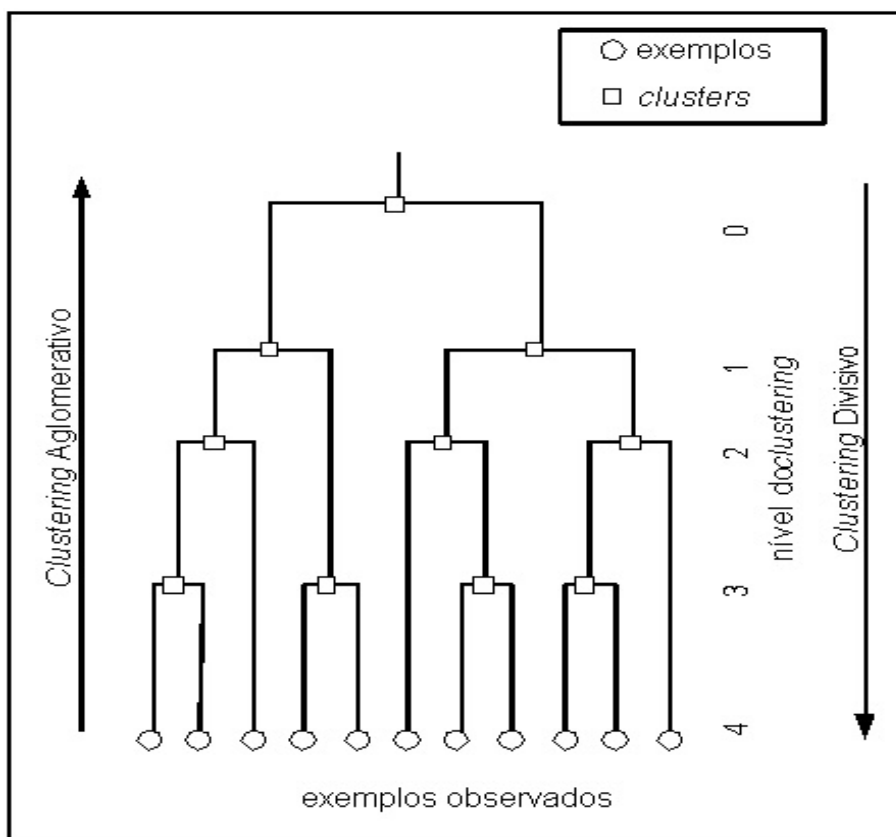 exemplos
clusters
Clustering Aglomerativo
0
1
2
3
4
nível doclustering
Clustering Divisivo
exemplos observados